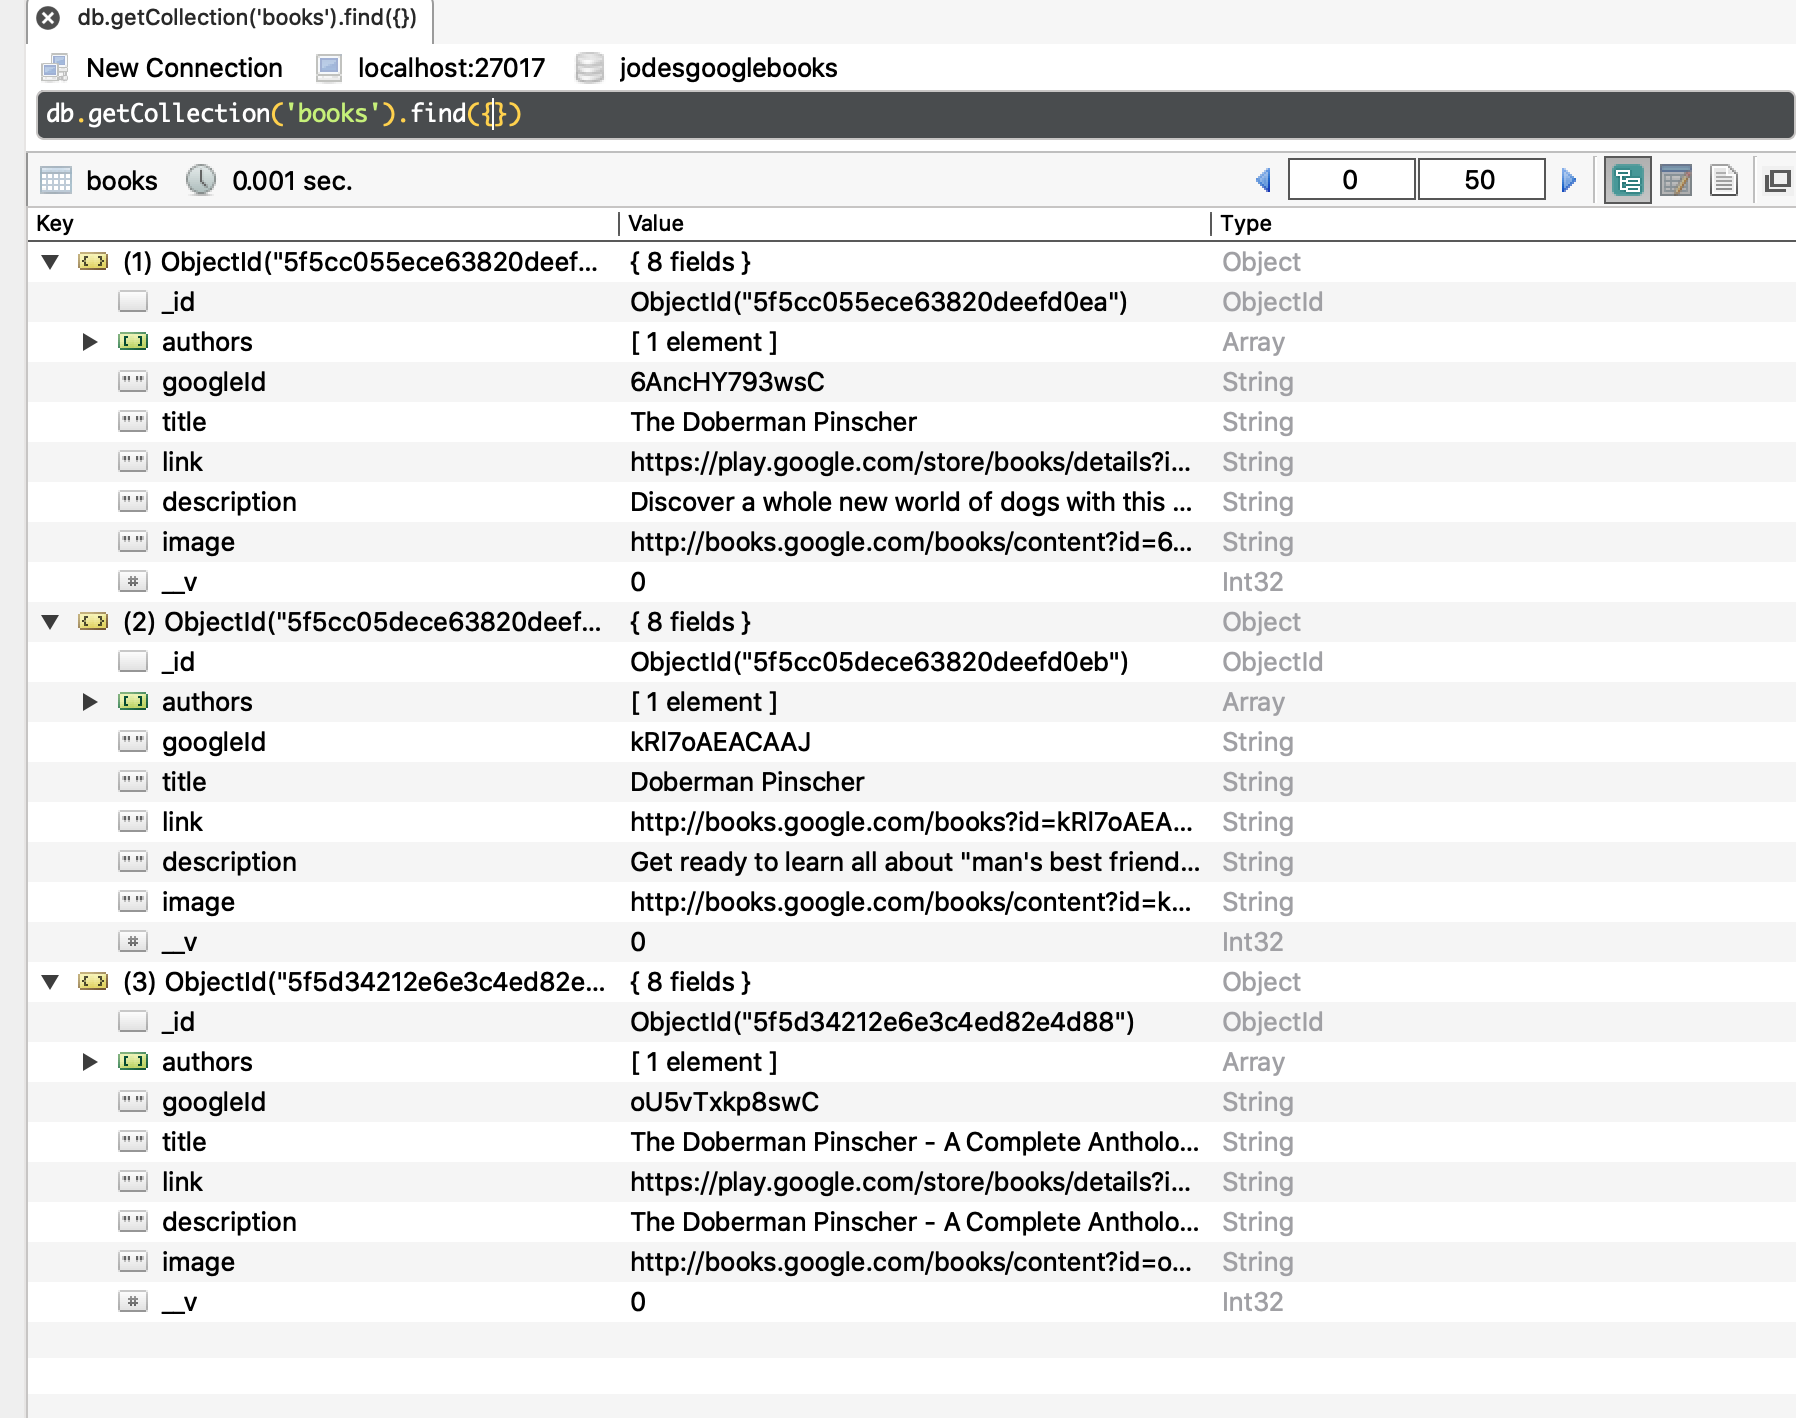 db.getCollection('books').find({})
New Connection localhost:27017 jodesgooglebooks
db.getCollection('books').find({})
books 0.001 sec. 0 50
Key Value Type
(1) ObjectId("5f5cc055ece63820deef... { 8 fields } Object
_id ObjectId("5f5cc055ece63820deefd0ea") ObjectId
authors [ 1 element ] Array
googleId 6AncHY793wsC String
title The Doberman Pinscher String
link https://play.google.com/store/books/details?i... String
description Discover a whole new world of dogs with this ... String
image http://books.google.com/books/content?id=6... String
__v 0 Int32
(2) ObjectId("5f5cc05dece63820deef... { 8 fields } Object
_id ObjectId("5f5cc05dece63820deefd0eb") ObjectId
authors [ 1 element ] Array
googleId kRl7oAEACAAJ String
title Doberman Pinscher String
link http://books.google.com/books?id=kRl7oAEA... String
description Get ready to learn all about "man's best friend... String
image http://books.google.com/books/content?id=k... String
__v 0 Int32
(3) ObjectId("5f5d34212e6e3c4ed82e... { 8 fields } Object
_id ObjectId("5f5d34212e6e3c4ed82e4d88") ObjectId
authors [ 1 element ] Array
googleId oU5vTxkp8swC String
title The Doberman Pinscher - A Complete Antholo... String
link https://play.google.com/store/books/details?i... String
description The Doberman Pinscher - A Complete Antholo... String
image http://books.google.com/books/content?id=o... String
__v 0 Int32